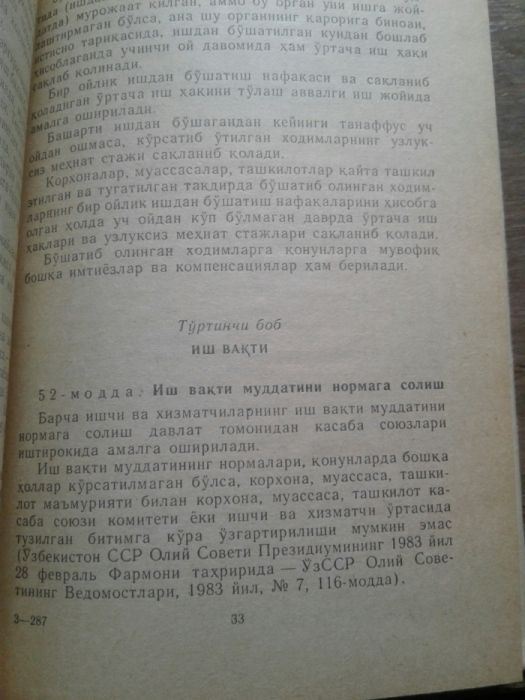 тида (ишд
датда) мурожаат қилган, аммо бу орган уни ишга жой-
лаштирмаган бўлса, ана шу органнинг қарорига биноан,
истисно тариқасида, ишдан бўшатилган кундан бошлаб
ҳисоблаганда учинчи ой давомида ҳам ўртача иш ҳақи
сақлаб қолинади.
Бир ойлик ишдан бўшатиш нафақаси ва сақланиб
қоладиган ўртача иш ҳақини тўлаш аввалги иш жойида
амалга оширилади.
Башарти ишдан бўшагандан кейинги танаффус уч
ойдан ошмаса, кўрсатиб ўтилган ходимларнинг узлук-
сиз меҳнат стажи сақланиб қолади.
Корхоналар, муассасалар, ташкилотлар қайта ташкил
этилган ва тугатилган тақдирда бўшатиб олинган ходим-
ларнинг бир ойлик ишдан бўшатиш нафақаларини ҳисобга
олган ҳолда уч ойдан кўп бўлмаган даврда ўртача иш
ҳақлари ва узлуксиз меҳнат стажлари сақланиб қолади.
Бўшатиб олинган ходимларга қонунларга мувофиқ
бошқа имтиёзлар ва компенсациялар ҳам берилади.
Тўртинчи боб
ИШ ВАҚТИ
52-модда. Иш вақти муддатини нормага солиш
Барча ишчи ва хизматчиларнинг иш вақти муддатини
нормага солиш давлат томонидан касаба союзлари
иштирокида амалга оширилади.
Иш вақти муддатининг нормалари, қонунларда бошқа
ҳоллар кўрсатилмаган бўлса, корхона, муассаса, ташки-
лот маъмурияти билан корхона, муассаса, ташкилот ка-
саба союзи комитети ёки ишчи ва хизматчи ўртасида
тузилган битимга кўра ўзгартирилиши мумкин эмас
(Ўзбекистон ССР Олий Совети Президиумининг 1983 йил
28 февраль Фармони таҳририда — ЎзССР Олий Сове-
тининг Ведомостлари, 1983 йил, № 7, 116-модда).
3—287
33